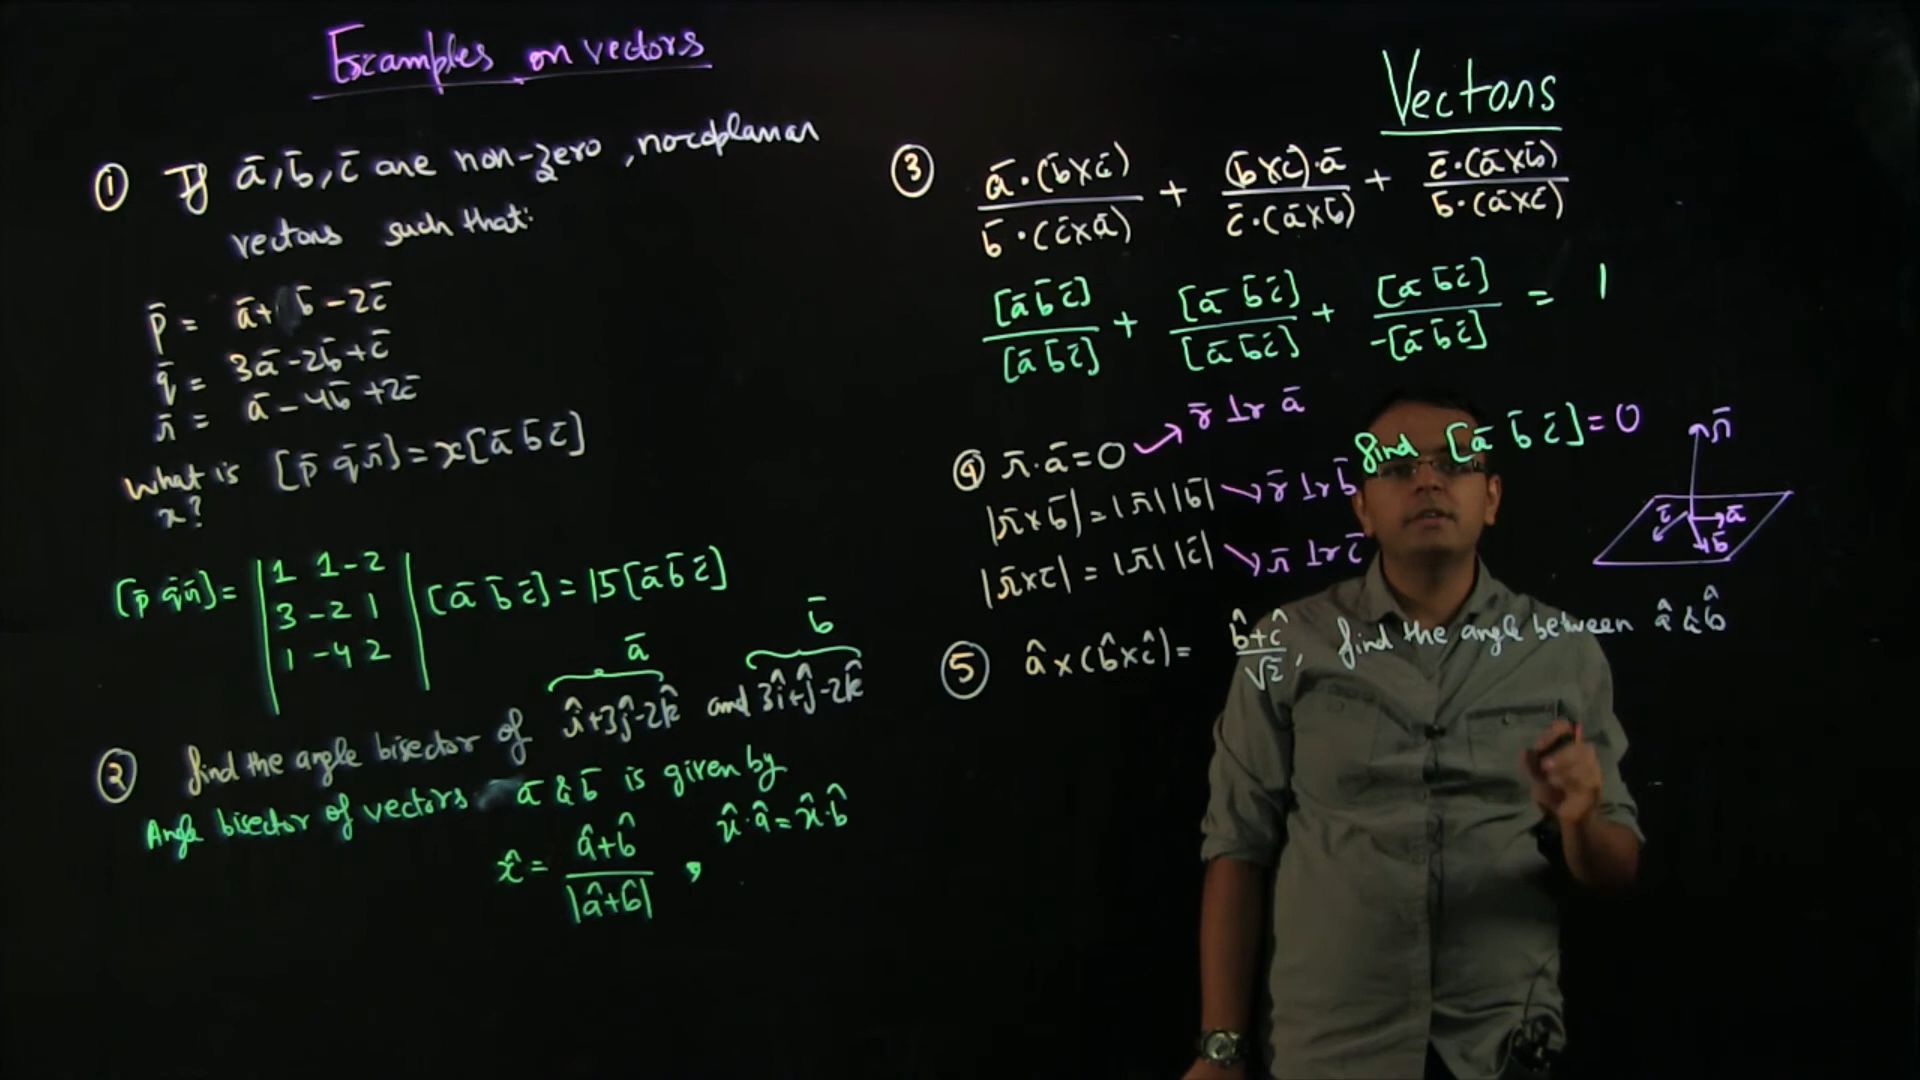 Examples on vectors
① If ā, b̄, c̄ are non-zero, nocoplanar
vectors such that:
p̄ = ā + b̄ - 2c̄
q̄ = 3ā - 2b̄ + c̄
r̄ = ā - 4b̄ + 2c̄
What is [p̄ q̄ r̄] = x[ā b̄ c̄]
x?
[p̄ q̄ r̄] = |1 1 -2
3 -2 1
1 -4 2| [ā b̄ c̄] = 15[ā b̄ c̄]
ā b̄
② find the angle bisector of î+3ĵ-2k̂ and 3î+ĵ-2k̂
Angle bisector of vectors ā & b̄ is given by
x̂ = (â+b̂)/|â+b̂| , x̂·â = x̂·b̂
Vectors
③ ā·(b̄×c̄)/b̄·(c̄×ā) + (b̄×c̄)·ā/c̄·(ā×b̄) + c̄·(ā×b̄)/b̄·(ā×c̄)
[ā b̄ c̄]/[ā b̄ c̄] + [ā b̄ c̄]/[ā b̄ c̄] + [ā b̄ c̄]/-[ā b̄ c̄] = 1
④ r̄·ā = 0 → r̄ ⊥r ā find [ā b̄ c̄] = 0
|r̄×b̄| = |r̄| |b̄| → r̄ ⊥r b̄
|r̄×c̄| = |r̄| |c̄| → r̄ ⊥r c̄
r̄
c̄ ā
b̄
⑤ â×(b̂×ĉ) = (b̂+ĉ)/√2, find the angle between â & b̂